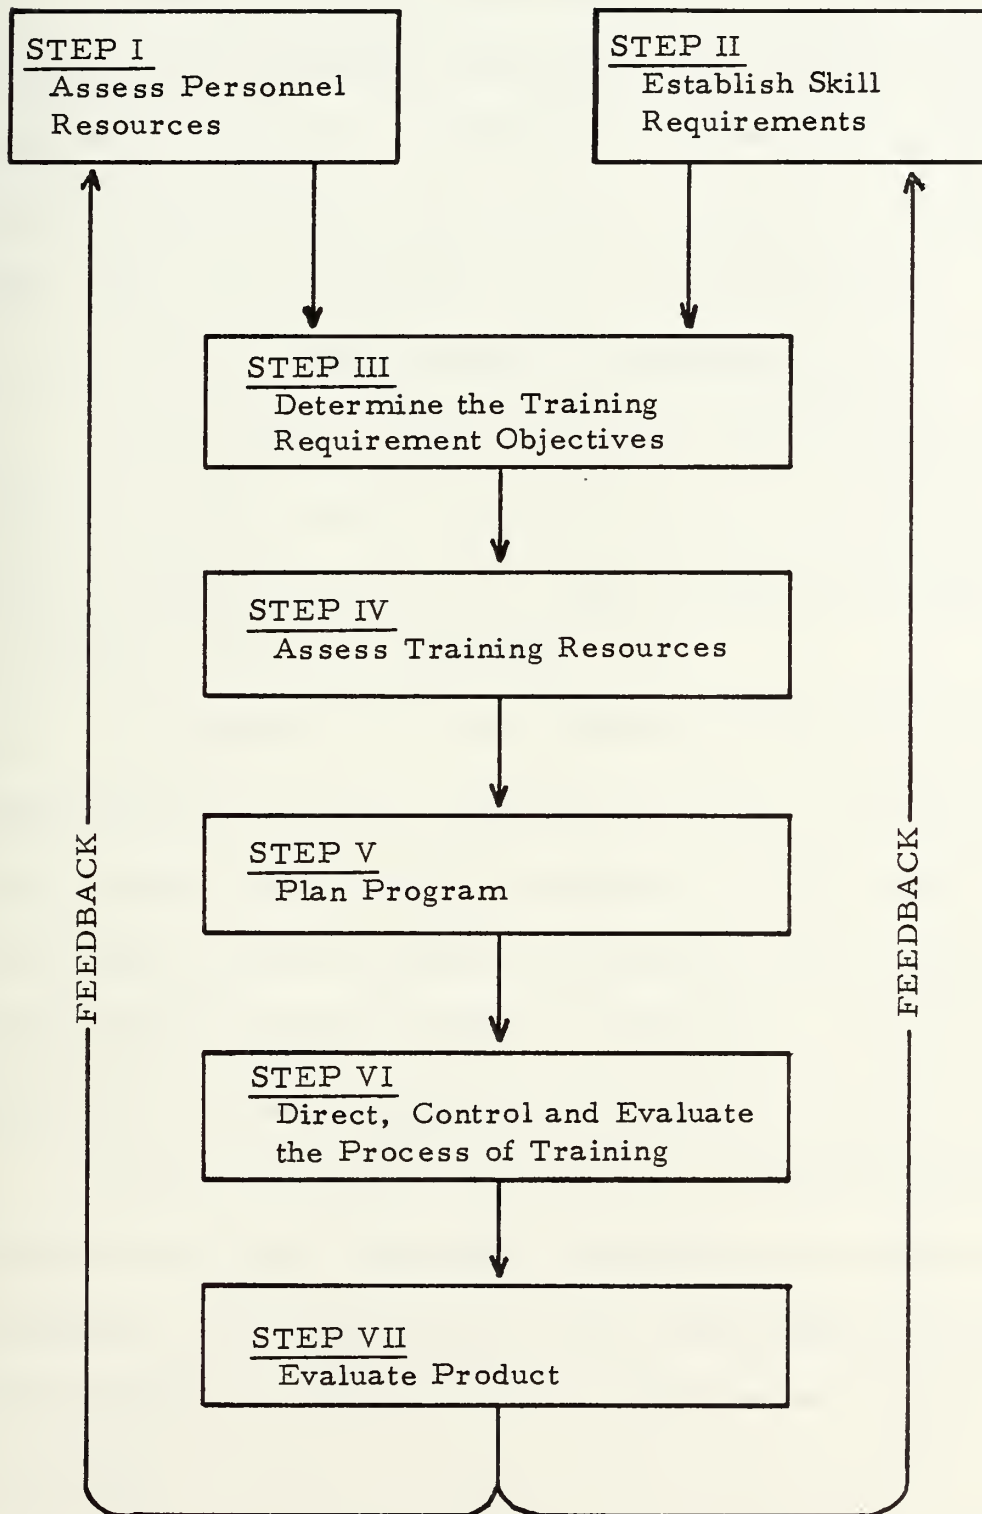 STEP I
Assess Personnel
Resources
STEP II
Establish Skill
Requirements
STEP III
Determine the Training
Requirement Objectives
STEP IV
Assess Training Resources
STEP V
Plan Program
STEP VI
Direct, Control and Evaluate
the Process of Training
STEP VII
Evaluate Product
FEEDBACK
FEEDBACK